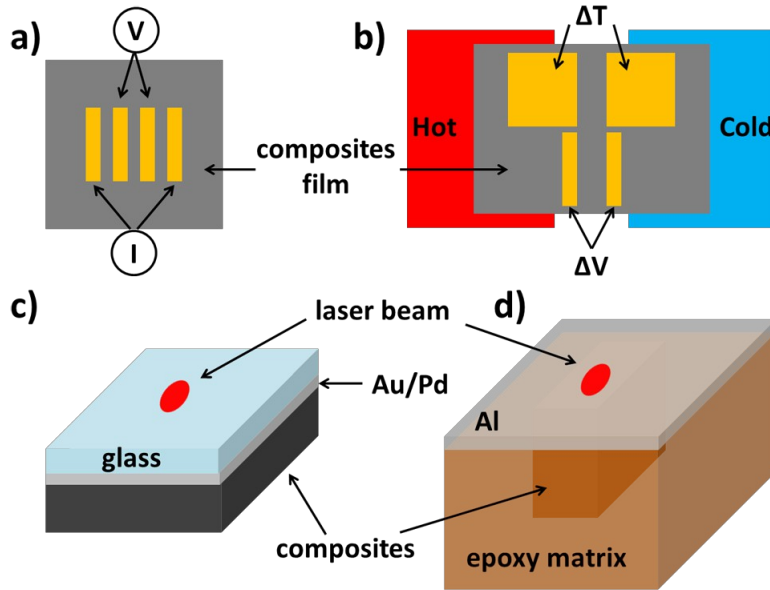 a)
V
I
composites
film
b)
ΔT
Hot
Cold
ΔV
c)
laser beam
Au/Pd
glass
composites
d)
Al
epoxy matrix